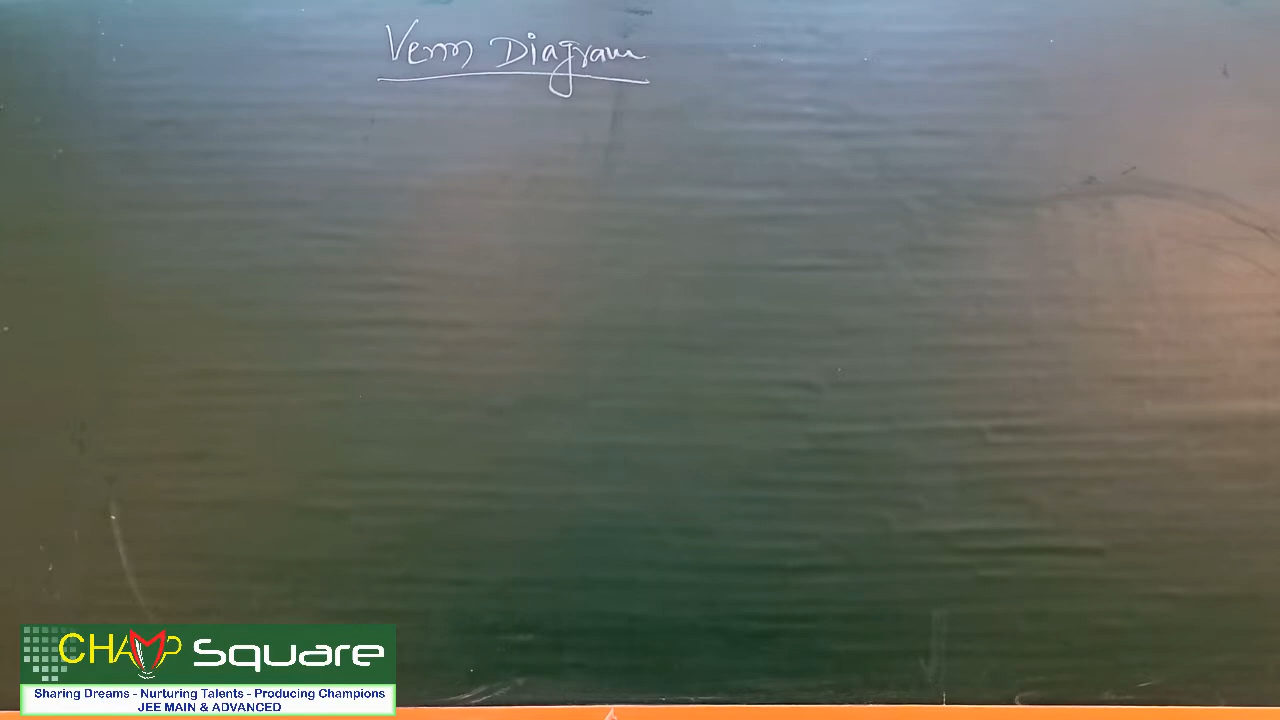 Venn Diagram
CHAMP Square
Sharing Dreams - Nurturing Talents - Producing Champions
JEE MAIN & ADVANCED